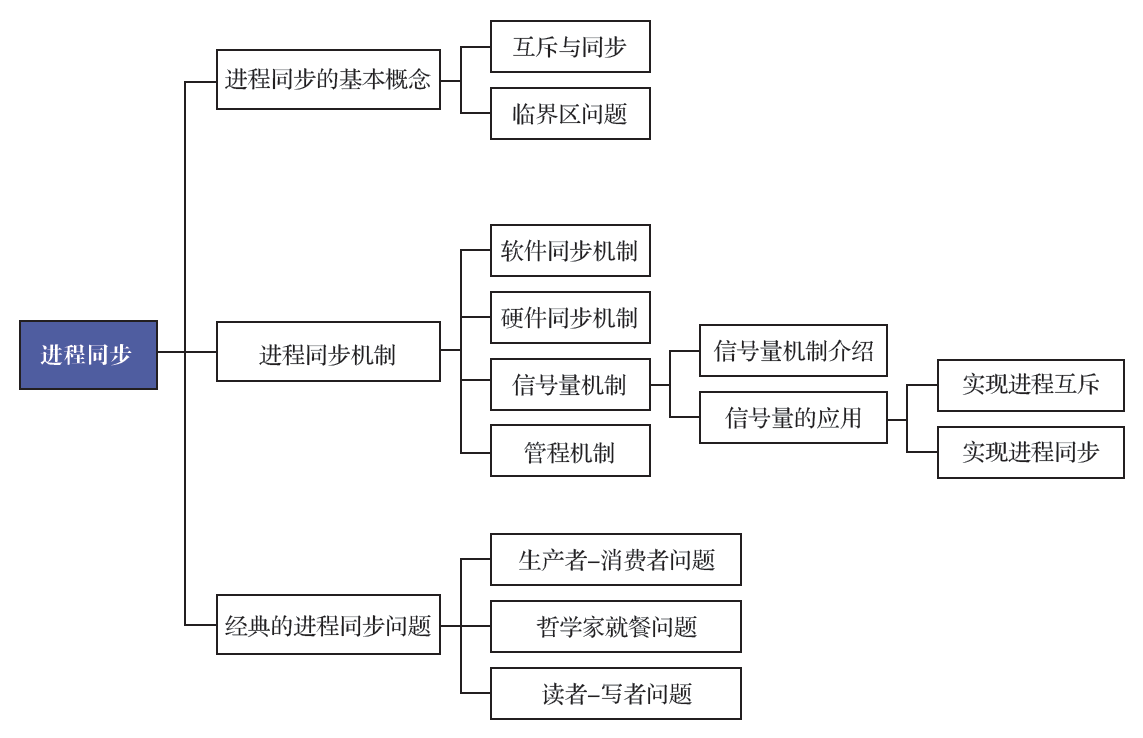 进程同步
进程同步的基本概念
互斥与同步
临界区问题
进程同步机制
软件同步机制
硬件同步机制
信号量机制
信号量机制介绍
信号量的应用
实现进程互斥
实现进程同步
管程机制
经典的进程同步问题
生产者–消费者问题
哲学家就餐问题
读者–写者问题